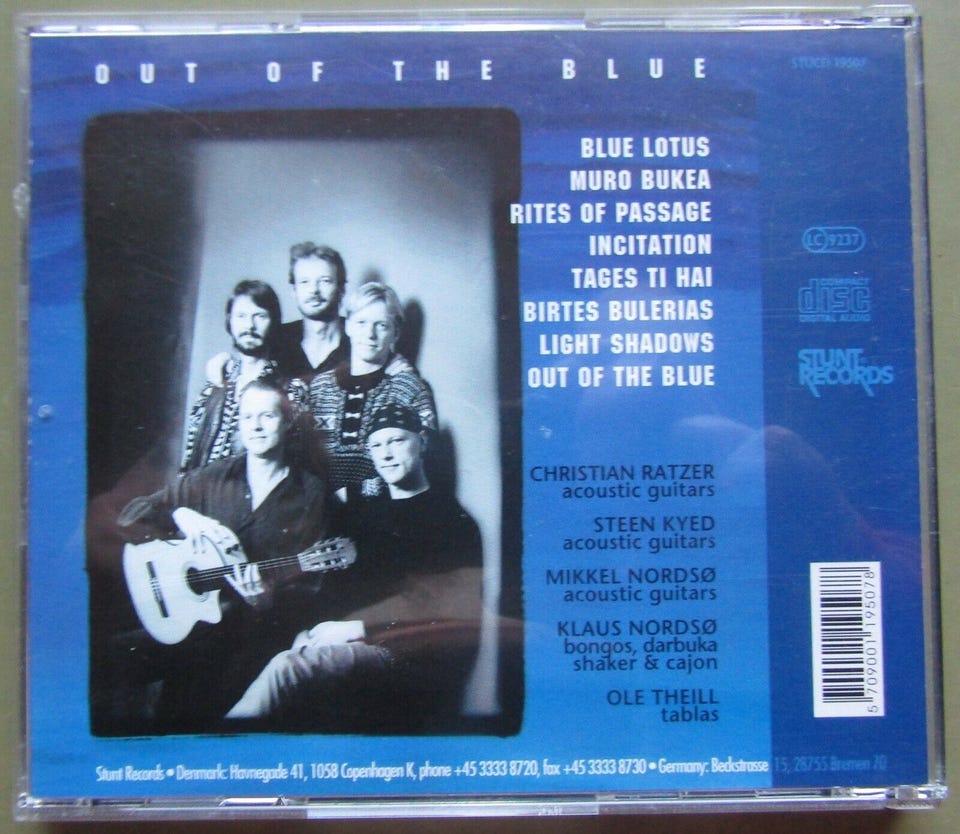 OUT OF THE BLUE
STUCD 19507
BLUE LOTUS
MURO BUKEA
RITES OF PASSAGE
INCITATION
TAGES TI HAI
BIRTES BULERIAS
LIGHT SHADOWS
OUT OF THE BLUE
LC 9237
COMPACT
disc
DIGITAL AUDIO
STUNT
RECORDS
CHRISTIAN RATZER
acoustic guitars
STEEN KYED
acoustic guitars
MIKKEL NORDSØ
acoustic guitars
KLAUS NORDSØ
bongos, darbuka
shaker & cajon
OLE THEILL
tablas
5 709001 195078
Stunt Records • Denmark: Havnegade 41, 1058 Copenhagen K, phone +45 3333 8720, fax +45 3333 8730 • Germany: Beckstrasse 15, 28755 Bremen 70